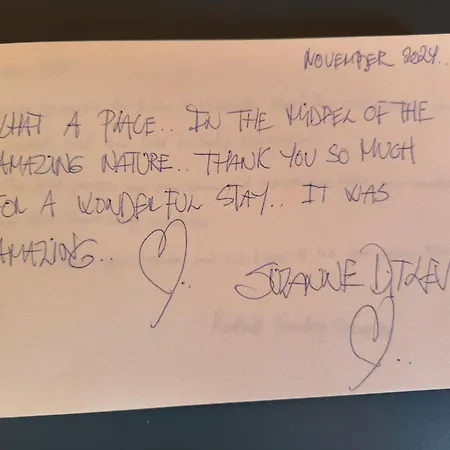 NOVEMBER 2024..
WHAT A PLACE.. IN THE MIDDEL OF THE
AMAZING NATURE.. THANK YOU SO MUCH
FOR A WONDERFUL STAY.. IT WAS
AMAZING..
SUZANNE DITLEV